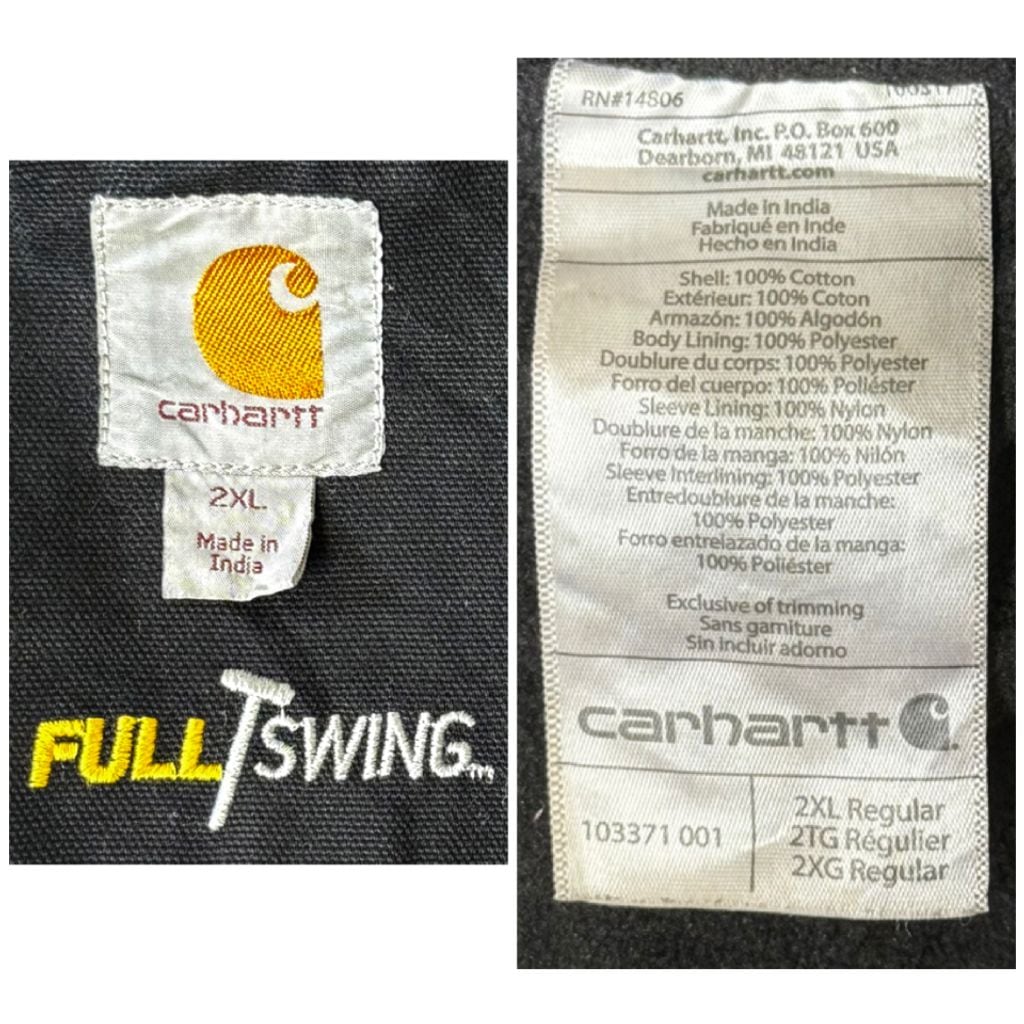 carhartt
2XL
Made in
India
FULL SWING
RN#14806
Carhartt, Inc. P.O. Box 600
Dearborn, MI 48121 USA
carhartt.com
Made in India
Fabriqué en Inde
Hecho en India
Shell: 100% Cotton
Extérieur: 100% Coton
Armazón: 100% Algodón
Body Lining: 100% Polyester
Doublure du corps: 100% Polyester
Forro del cuerpo: 100% Poliéster
Sleeve Lining: 100% Nylon
Doublure de la manche: 100% Nylon
Forro de la manga: 100% Nilón
Sleeve Interlining: 100% Polyester
Entredoublure de la manche:
100% Polyester
Forro entrelazado de la manga:
100% Poliéster
Exclusive of trimming
Sans garniture
Sin incluir adorno
carhartt
103371 001
2XL Regular
2TG Régulier
2XG Regular